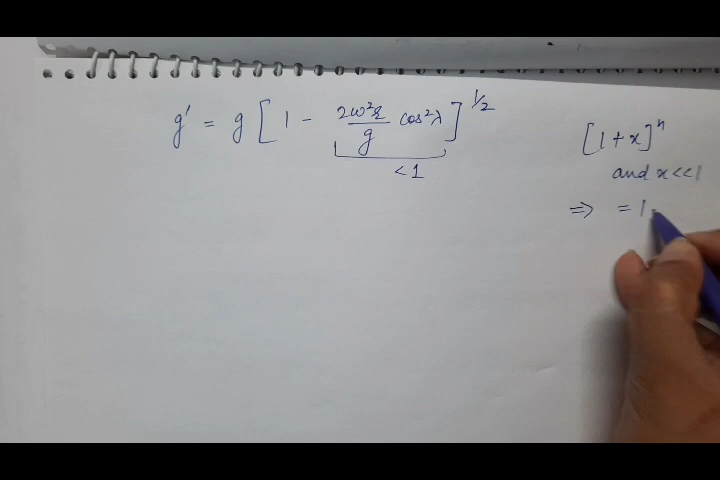 g' = g [ 1 - 2ω²r/g cos²λ ]^1/2
< 1
[1 + x]^n
and x << 1
⇒ = 1